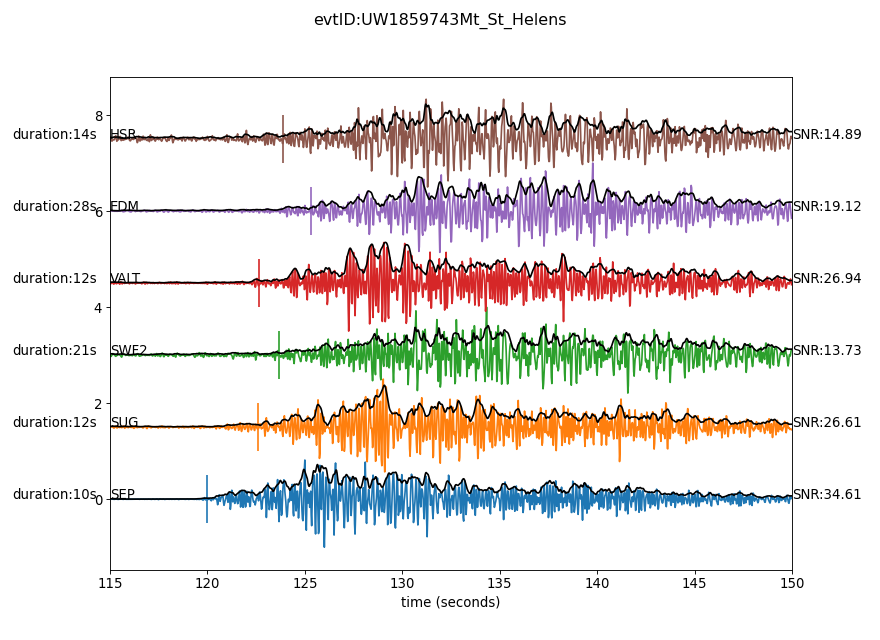 evtID:UW1859743Mt_St_Helens
8
duration:14s HSR SNR:14.89
duration:28s EDM SNR:19.12
6
duration:12s VALT SNR:26.94
4
duration:21s SWF2 SNR:13.73
2
duration:12s SUG SNR:26.61
duration:10s SEP SNR:34.61
0
115 120 125 130 135 140 145 150
time (seconds)